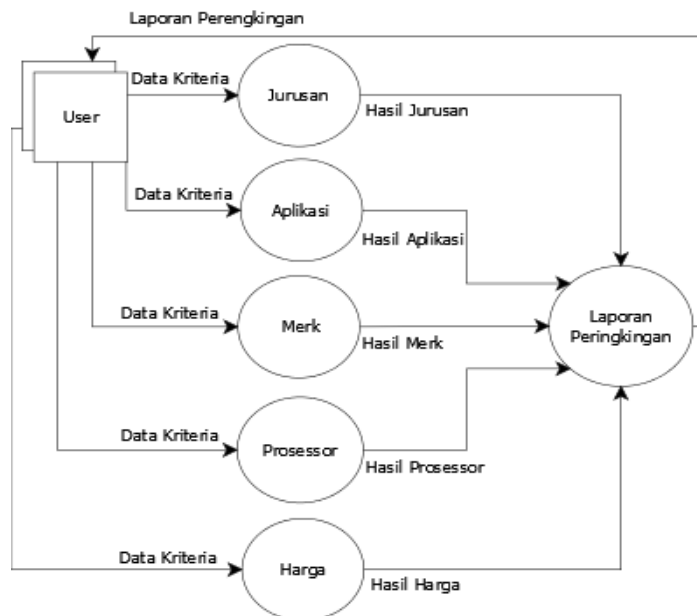 Laporan Perengkingan
Data Kriteria
Jurusan
Hasil Jurusan
User
Data Kriteria
Aplikasi
Hasil Aplikasi
Data Kriteria
Merk
Hasil Merk
Laporan
Peringkingan
Data Kriteria
Prosessor
Hasil Prosessor
Data Kriteria
Harga
Hasil Harga